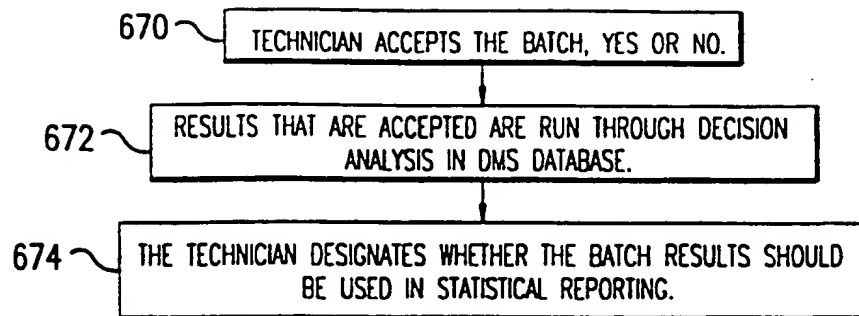 670
TECHNICIAN ACCEPTS THE BATCH, YES OR NO.
672
RESULTS THAT ARE ACCEPTED ARE RUN THROUGH DECISION
ANALYSIS IN DMS DATABASE.
674
THE TECHNICIAN DESIGNATES WHETHER THE BATCH RESULTS SHOULD
BE USED IN STATISTICAL REPORTING.